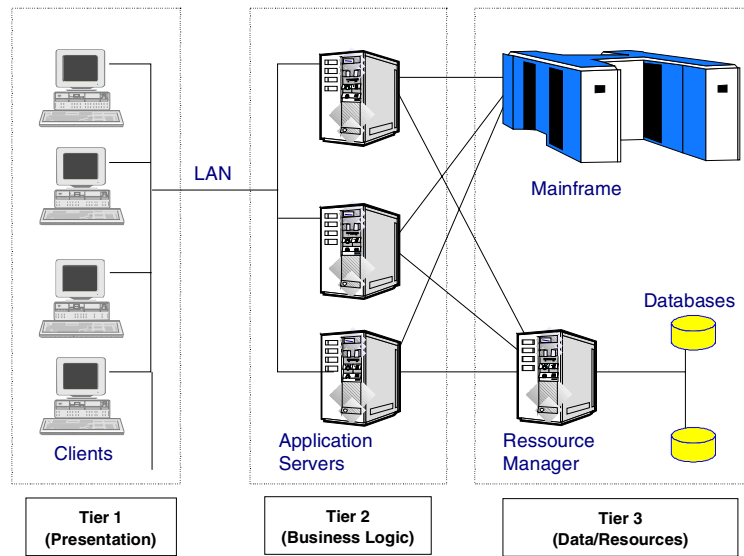 LAN
Mainframe
Databases
Clients
Application
Servers
Ressource
Manager
Tier 1
(Presentation)
Tier 2
(Business Logic)
Tier 3
(Data/Resources)